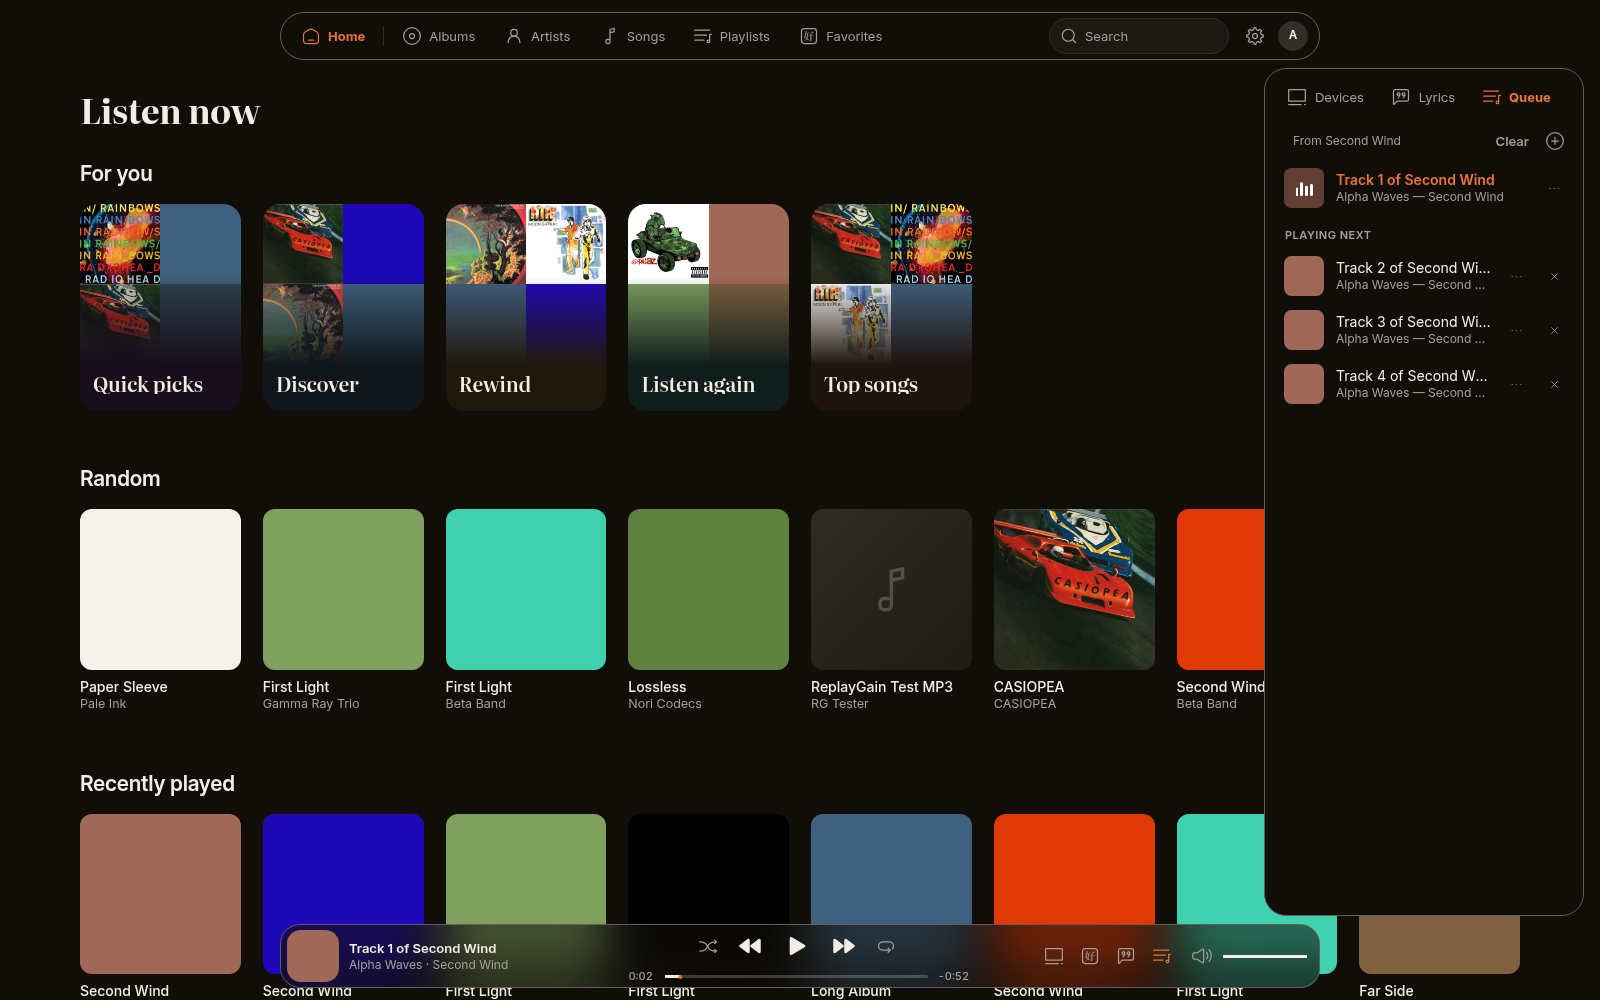 Home
Albums
Artists
Songs
Playlists
好
Favorites
Search
A
Devices
Lyrics
Queue
Listen now
From Second Wind
Clear
Track 1 of Second Wind
Alpha Waves — Second Wind
PLAYING NEXT
Track 2 of Second Wi...
Alpha Waves — Second ...
Track 3 of Second Wi...
Alpha Waves — Second ...
Track 4 of Second W...
Alpha Waves — Second ...
For you
Quick picks
Discover
Rewind
Listen again
Top songs
Random
CASIOPEA
Paper Sleeve
Pale Ink
First Light
Gamma Ray Trio
First Light
Beta Band
Lossless
Nori Codecs
ReplayGain Test MP3
RG Tester
CASIOPEA
CASIOPEA
Second Wind
Beta Band
Recently played
Track 1 of Second Wind
Alpha Waves · Second Wind
0:02
-0:52
好
Second Wind
Second Wind
First Light
First Light
Long Album
Second Wind
First Light
Far Side